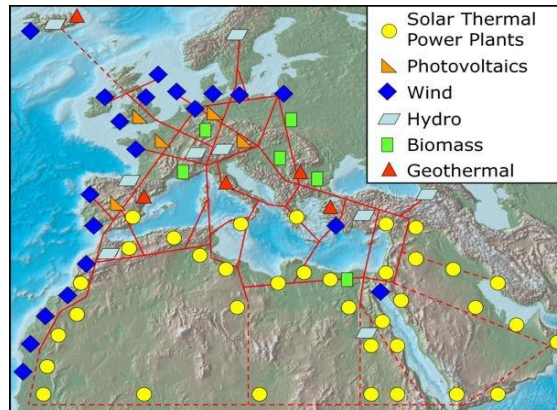 Solar Thermal
Power Plants
Photovoltaics
Wind
Hydro
Biomass
Geothermal